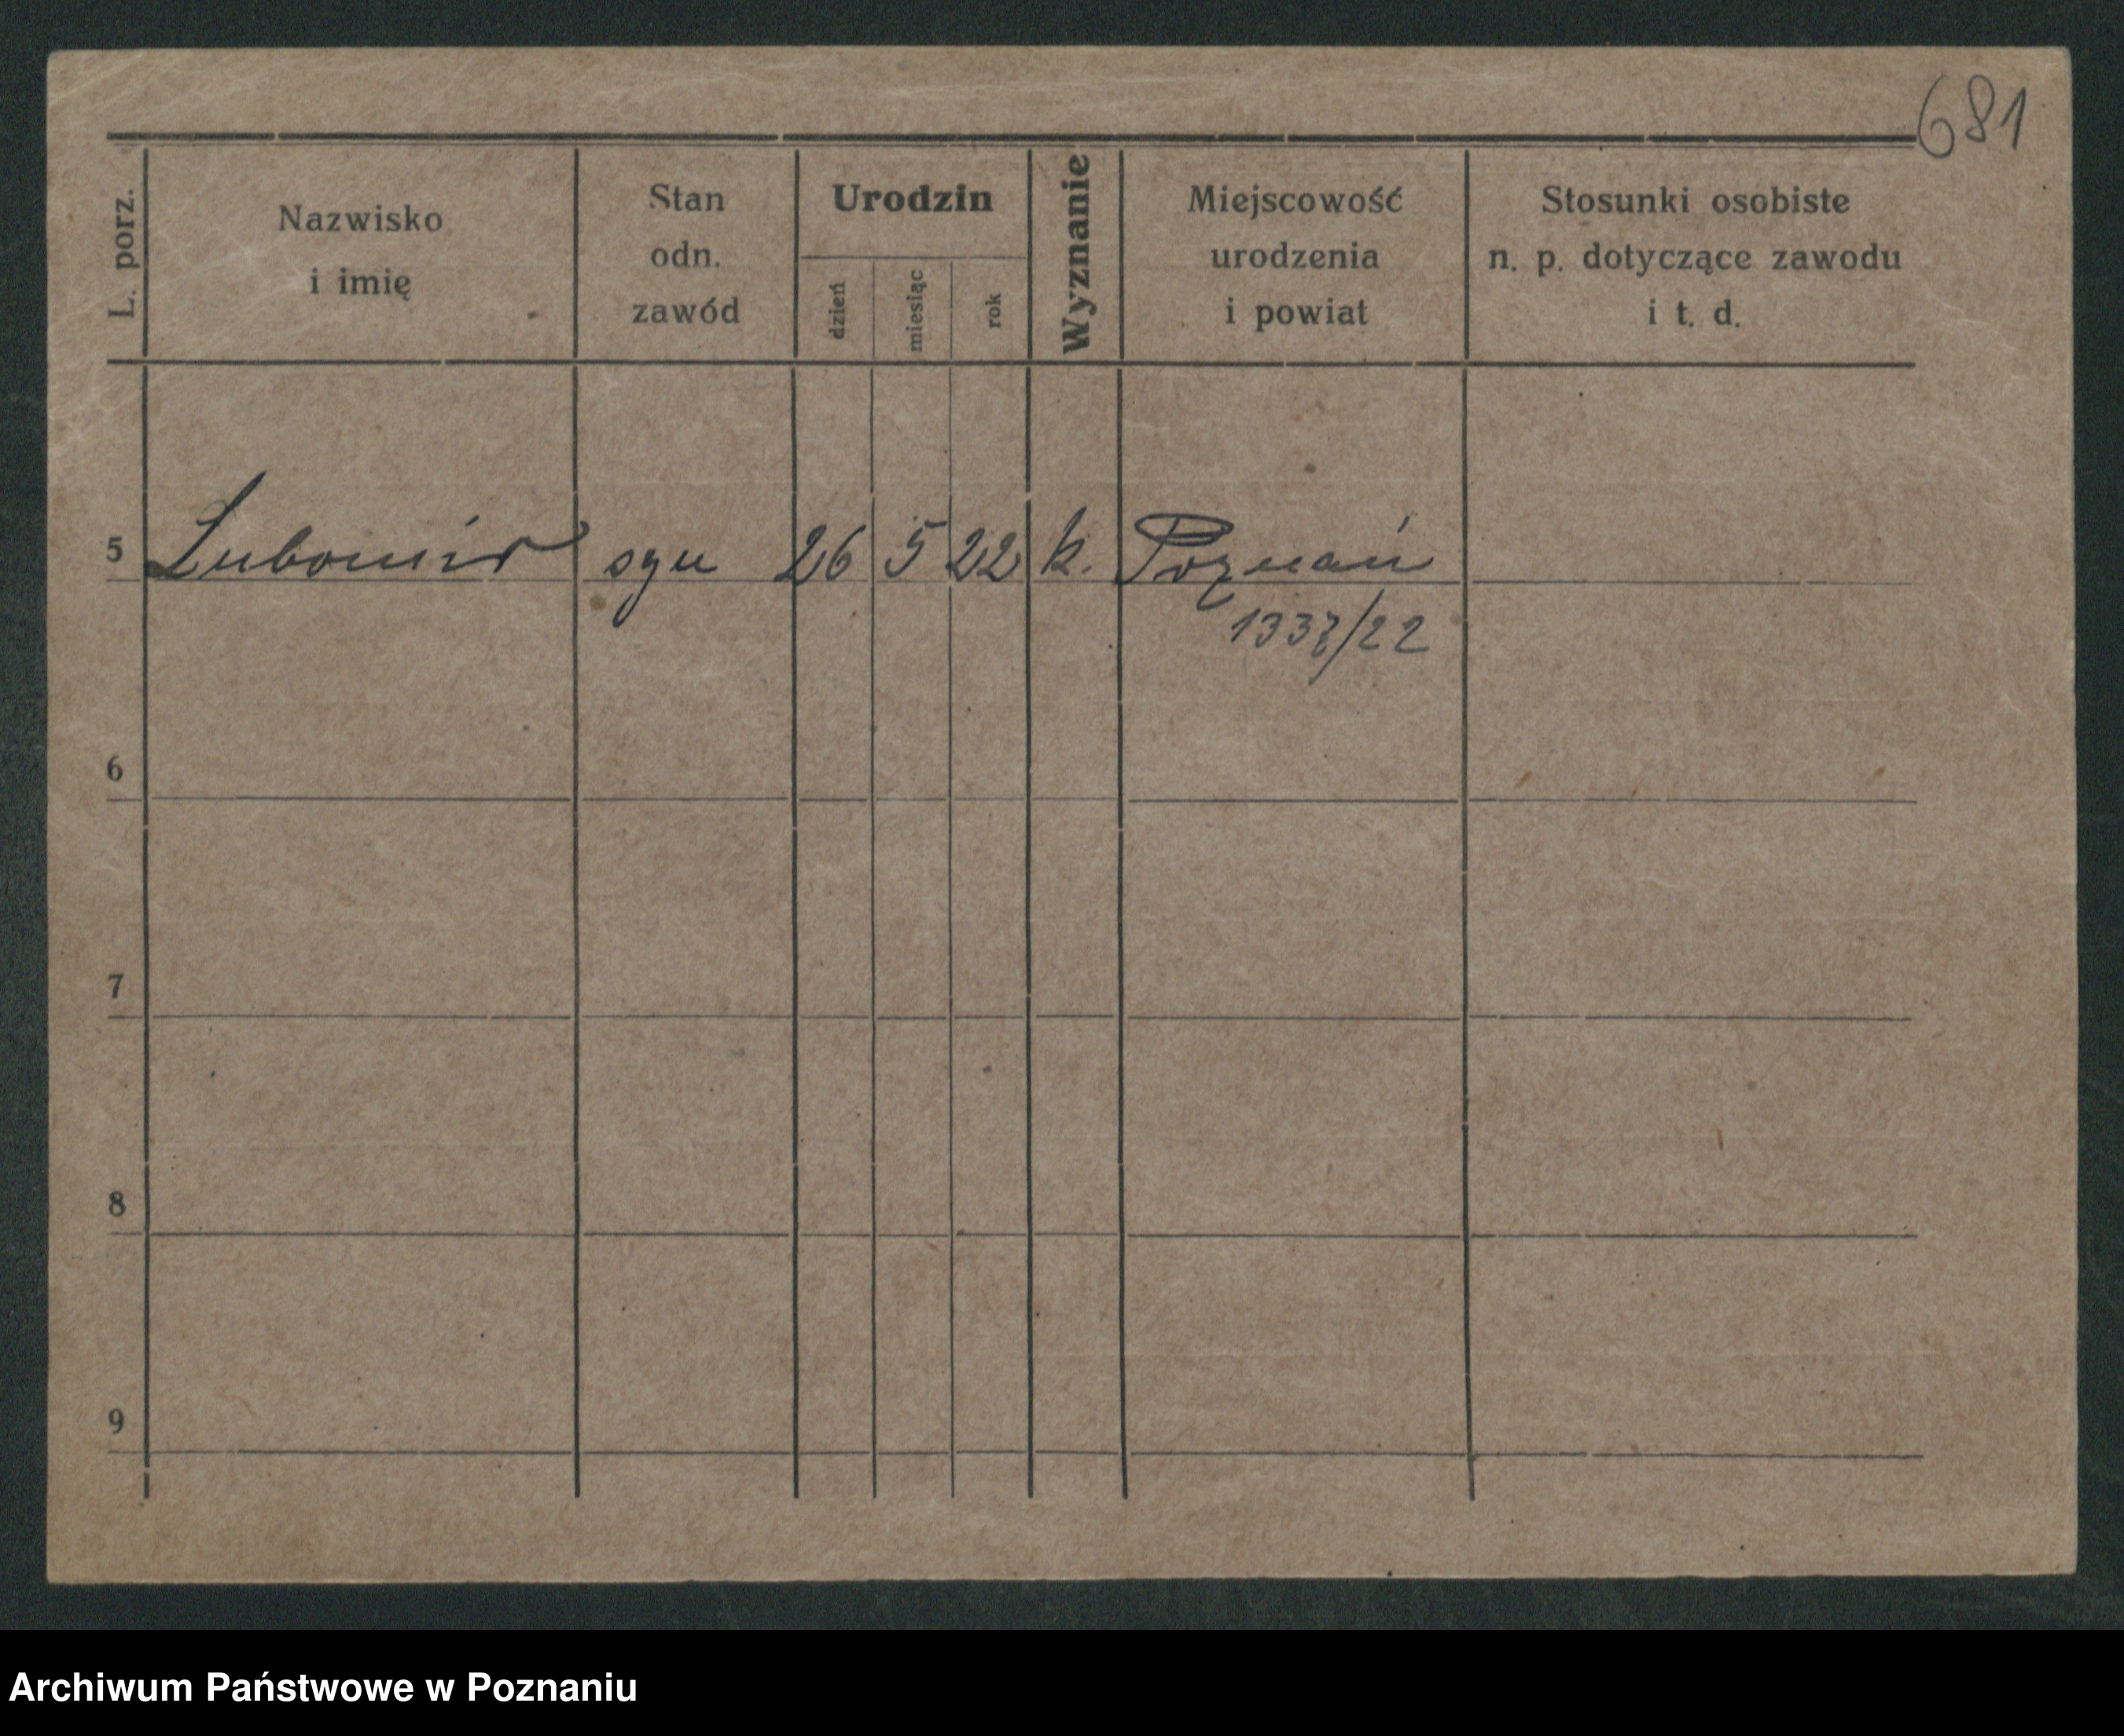 681
L. porz.
Nazwisko
i imię
Stan
odn.
zawód
Urodzin
dzień
miesiąc
rok
Wyznanie
Miejscowość
urodzenia
i powiat
Stosunki osobiste
n. p. dotyczące zawodu
i t. d.
5 Lubomir syn 26 5 22 k. Poznań
1337/22
6
7
8
9
Archiwum Państwowe w Poznaniu